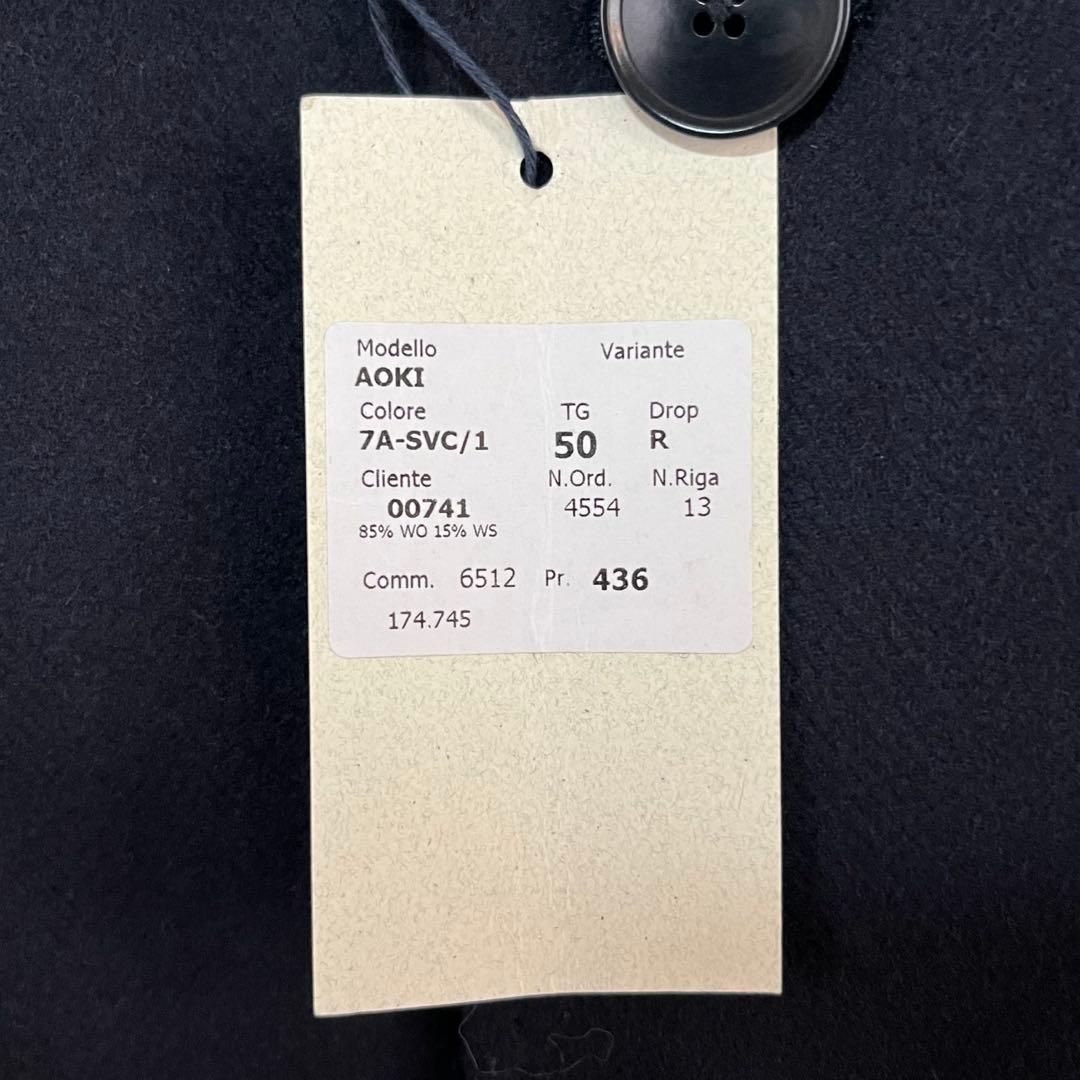 Modello Variante
AOKI
Colore TG Drop
7A-SVC/1 50 R
Cliente N.Ord. N.Riga
00741 4554 13
85% WO 15% WS
Comm. 6512 Pr. 436
174.745